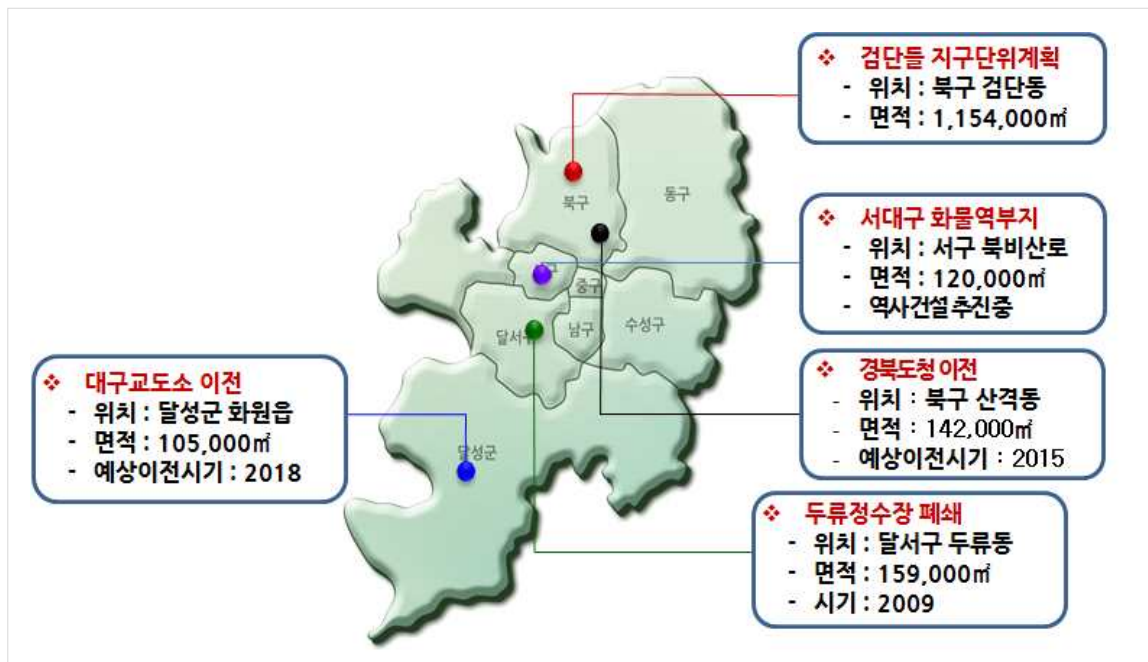 ❖ 검단들 지구단위계획
- 위치 : 북구 검단동
- 면적 : 1,154,000㎡
❖ 서대구 화물역부지
- 위치 : 서구 북비산로
- 면적 : 120,000㎡
- 역사건설 추진중
❖ 경북도청 이전
- 위치 : 북구 산격동
- 면적 : 142,000㎡
- 예상이전시기 : 2015
❖ 두류정수장 폐쇄
- 위치 : 달서구 두류동
- 면적 : 159,000㎡
- 시기 : 2009
❖ 대구교도소 이전
- 위치 : 달성군 화원읍
- 면적 : 105,000㎡
- 예상이전시기 : 2018
북구
동구
중구
남구
수성구
달서구
달성군